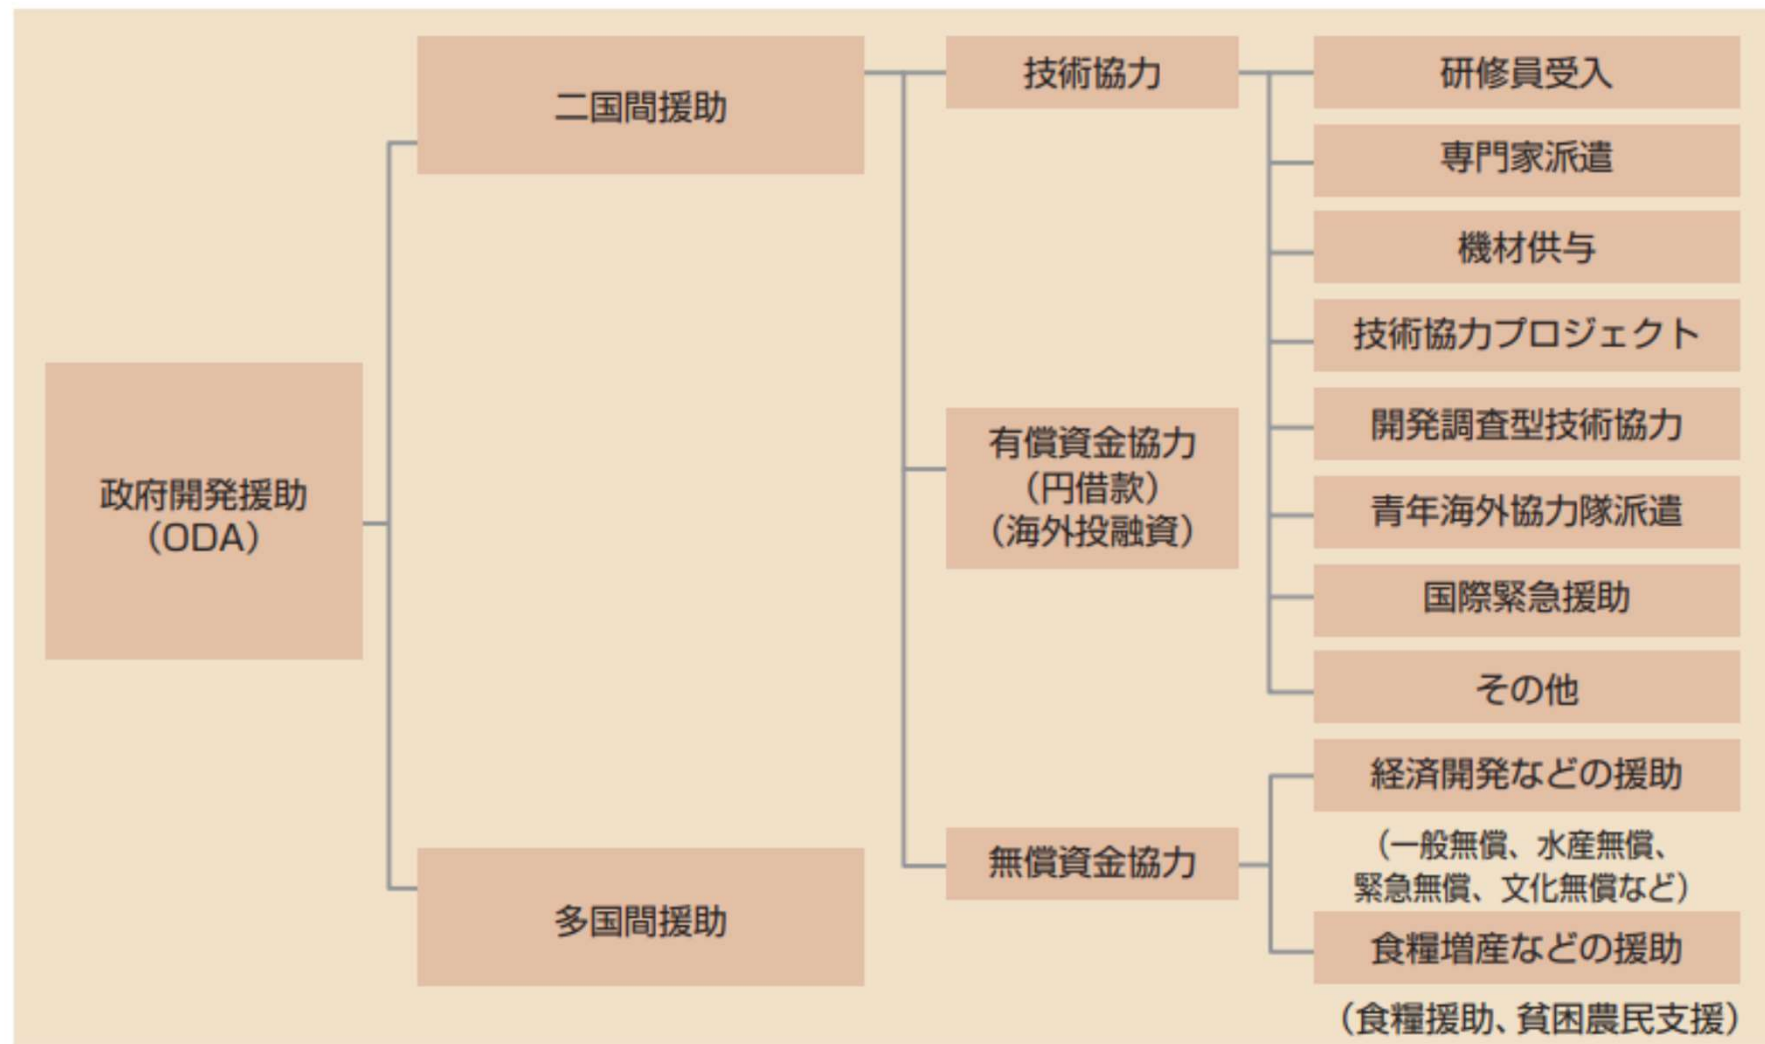 政府開発援助
（ODA）
二国間援助
多国間援助
技術協力
有償資金協力
（円借款）
（海外投融資）
無償資金協力
研修員受入
専門家派遣
機材供与
技術協力プロジェクト
開発調査型技術協力
青年海外協力隊派遣
国際緊急援助
その他
経済開発などの援助
（一般無償、水産無償、
緊急無償、文化無償など）
食糧増産などの援助
（食糧援助、貧困農民支援）